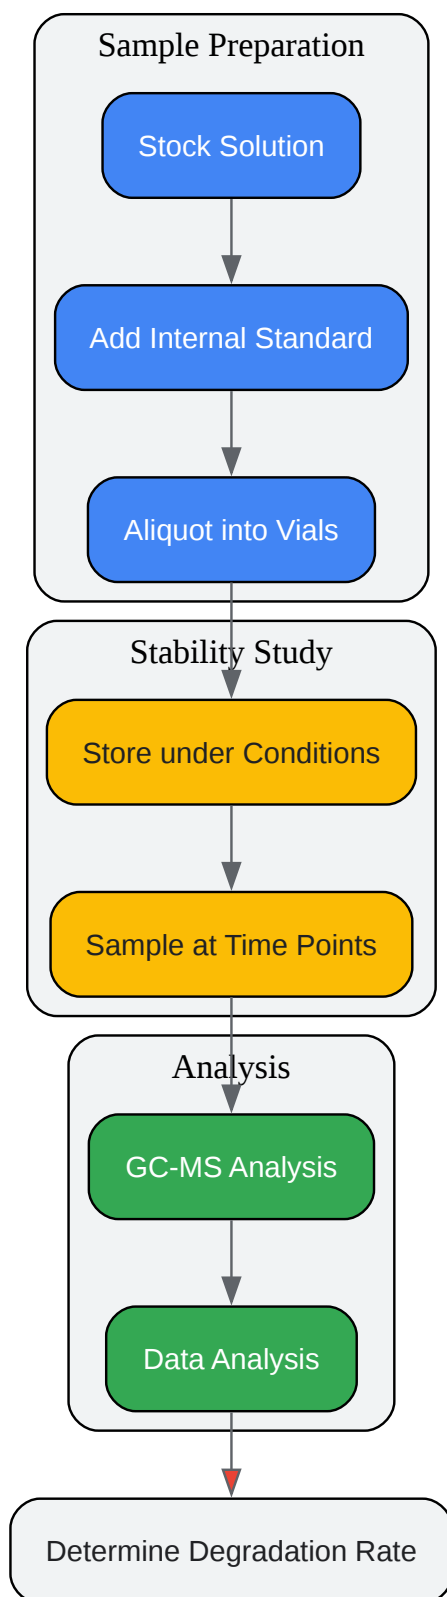 Sample Preparation
Stock Solution
Add Internal Standard
Aliquot into Vials
Stability Study
Store under Conditions
Sample at Time Points
Analysis
GC-MS Analysis
Data Analysis
Determine Degradation Rate